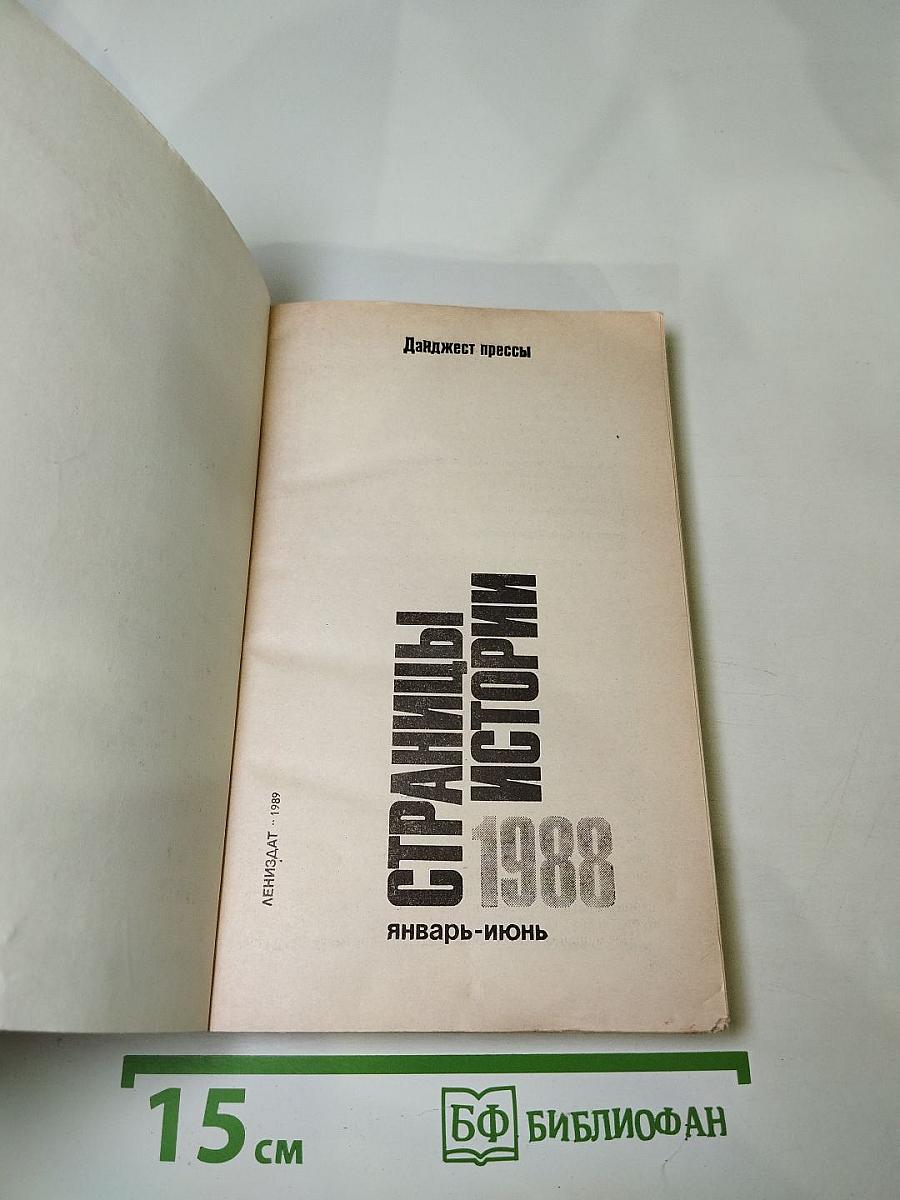 Дайджест прессы
СТРАНИЦЫ
ИСТОРИИ
1988
январь-июнь
ЛЕНИЗДАТ ·· 1989
15 см
БФ БИБЛИОФАН